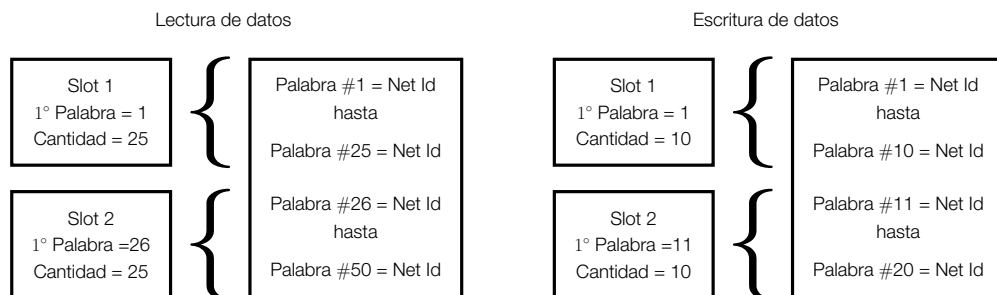 Lectura de datos
Slot 1
1° Palabra = 1
Cantidad = 25
Palabra #1 = Net Id
hasta
Palabra #25 = Net Id
Slot 2
1° Palabra =26
Cantidad = 25
Palabra #26 = Net Id
hasta
Palabra #50 = Net Id
Escritura de datos
Slot 1
1° Palabra = 1
Cantidad = 10
Palabra #1 = Net Id
hasta
Palabra #10 = Net Id
Slot 2
1° Palabra =11
Cantidad = 10
Palabra #11 = Net Id
hasta
Palabra #20 = Net Id